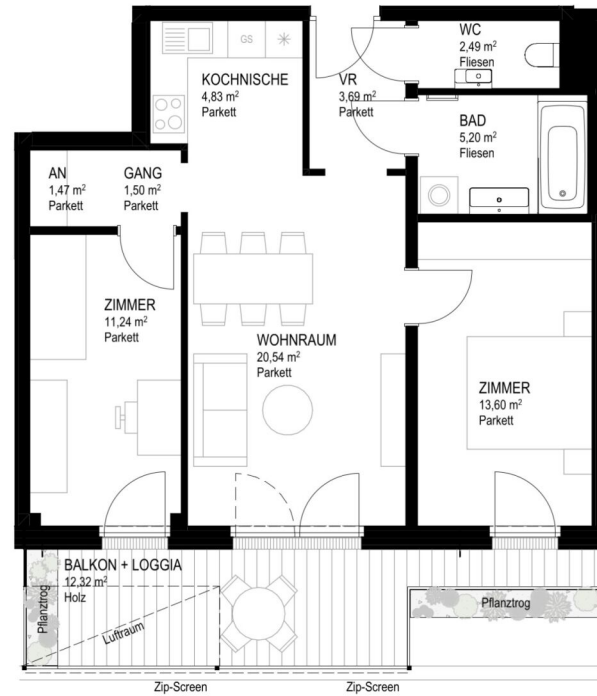 WC
2,49 m²
Fliesen
GS
KOCHNISCHE
4,83 m²
Parkett
VR
3,69 m²
Parkett
BAD
5,20 m²
Fliesen
AN
1,47 m²
Parkett
GANG
1,50 m²
Parkett
ZIMMER
11,24 m²
Parkett
WOHNRAUM
20,54 m²
Parkett
ZIMMER
13,60 m²
Parkett
BALKON + LOGGIA
12,32 m²
Holz
Pflanztrog
Luftraum
Pflanztrog
Zip-Screen
Zip-Screen